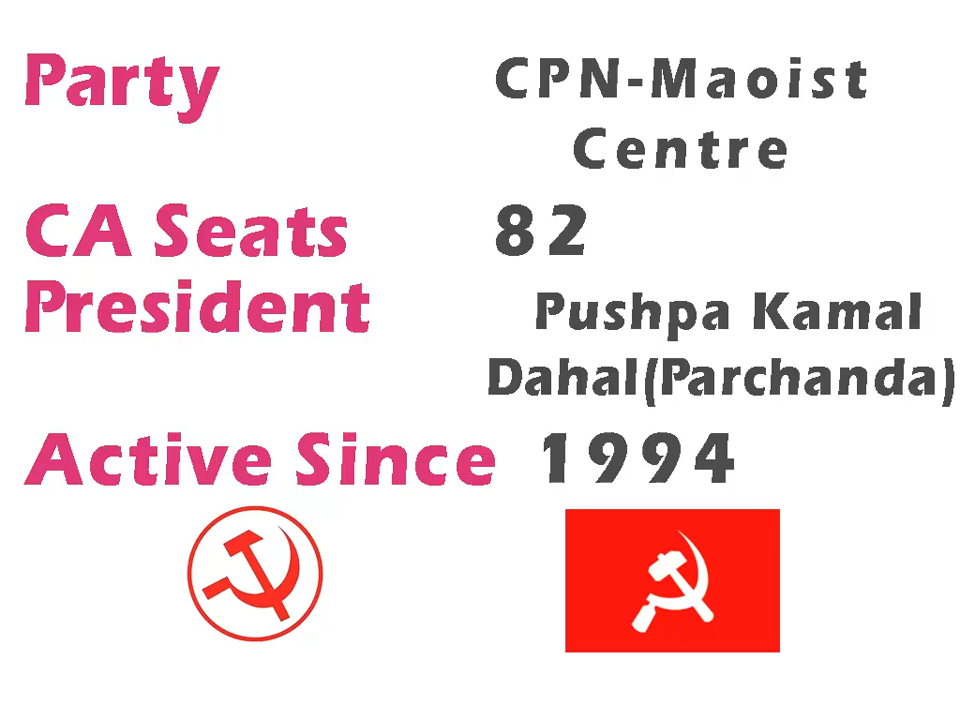 Party CPN-Maoist
Centre
CA Seats 82
President Pushpa Kamal
Dahal(Parchanda)
Active Since 1994